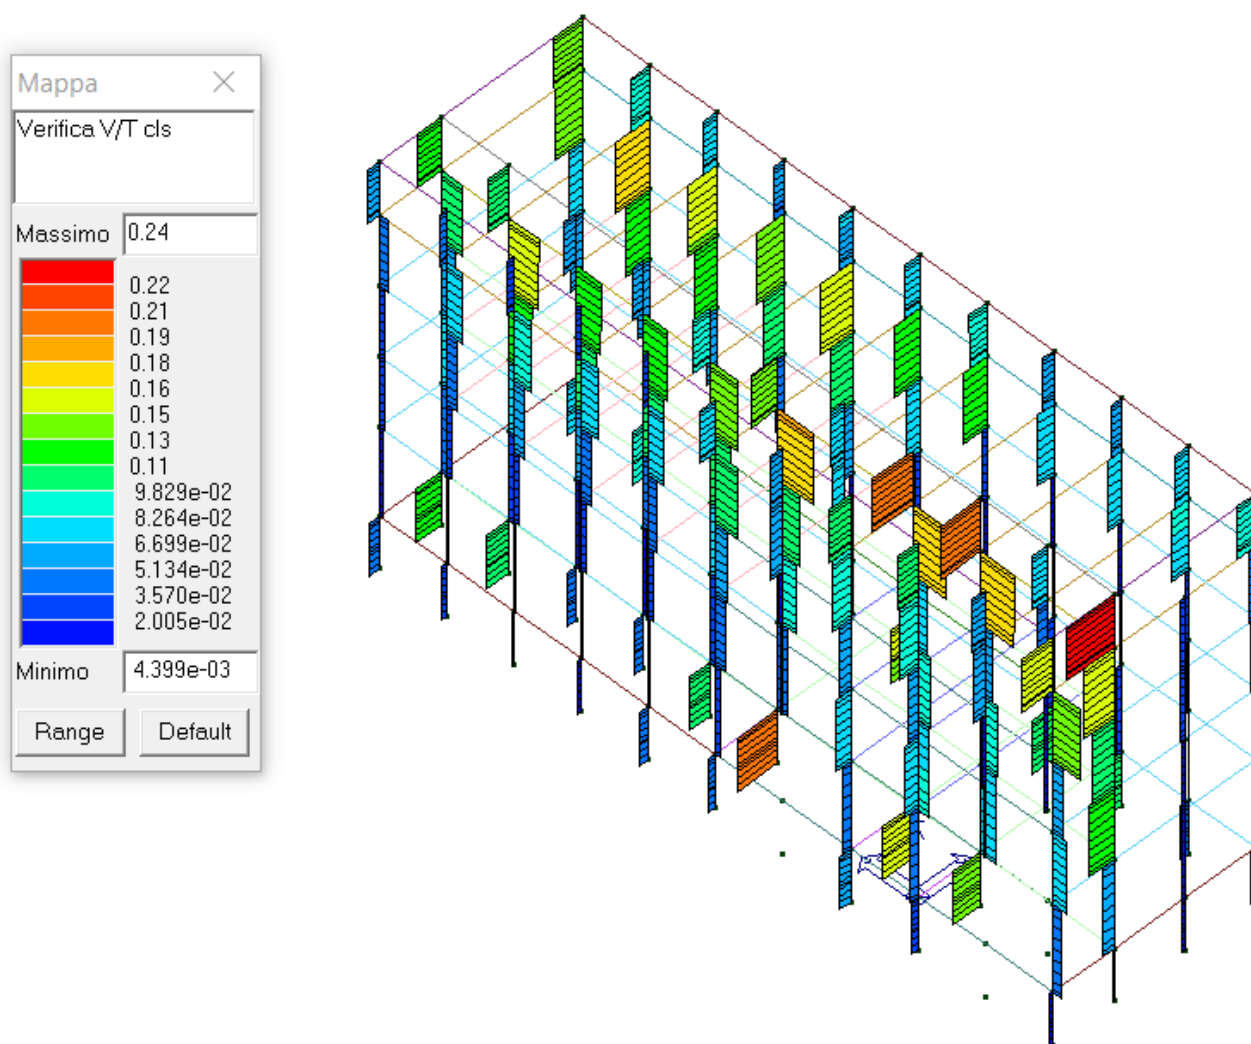 Mappa
Verifica V/T cls
Massimo 0.24
0.22
0.21
0.19
0.18
0.16
0.15
0.13
0.11
9.829e-02
8.264e-02
6.699e-02
5.134e-02
3.570e-02
2.005e-02
Minimo 4.399e-03
Range Default